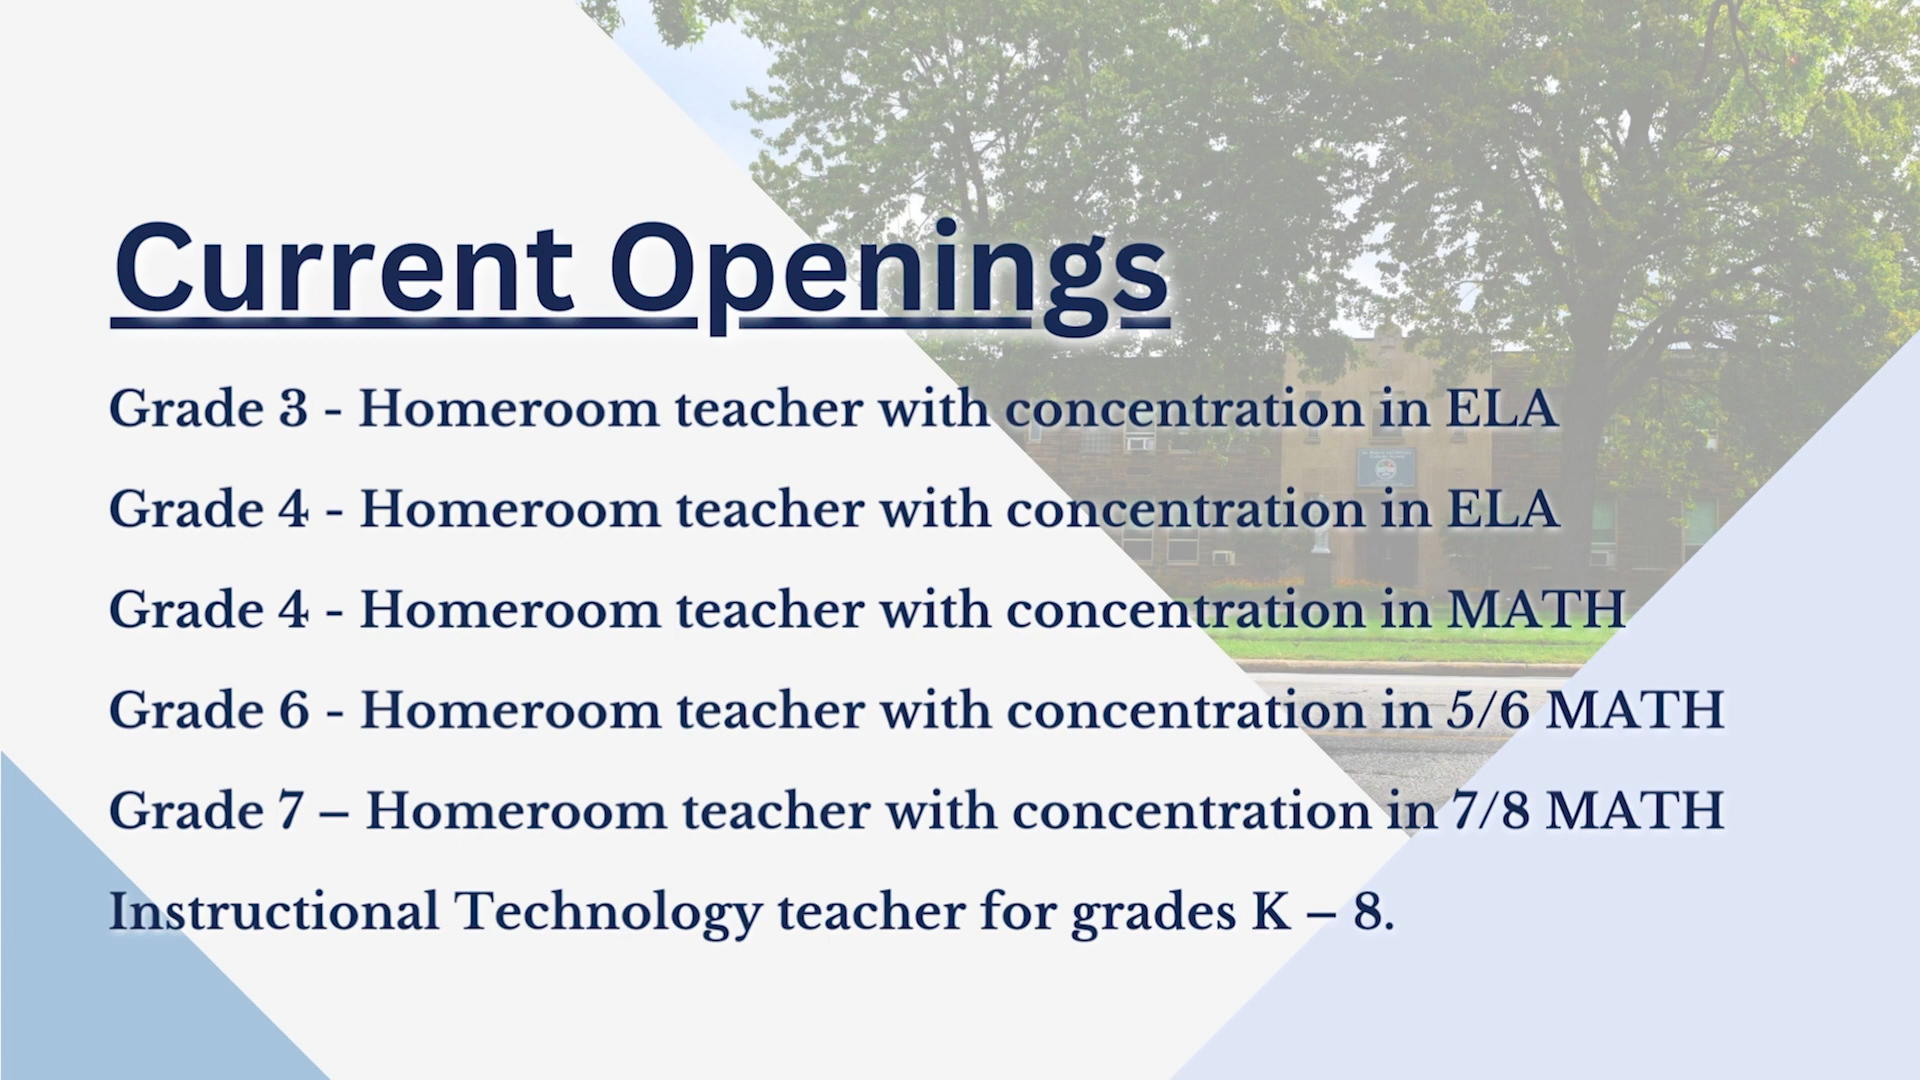 Current Openings
Grade 3 - Homeroom teacher with concentration in ELA
Grade 4 - Homeroom teacher with concentration in ELA
Grade 4 - Homeroom teacher with concentration in MATH
Grade 6 - Homeroom teacher with concentration in 5/6 MATH
Grade 7 – Homeroom teacher with concentration in 7/8 MATH
Instructional Technology teacher for grades K – 8.